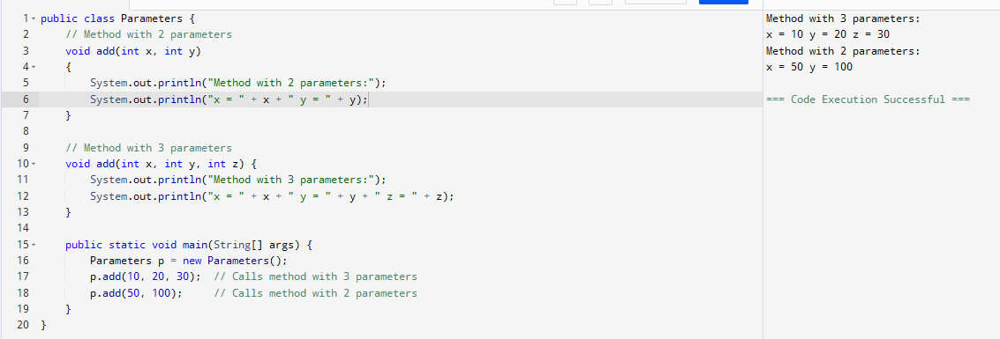 1 public class Parameters {
2 // Method with 2 parameters
3 void add(int x, int y)
4 {
5 System.out.println("Method with 2 parameters:");
6 System.out.println("x = " + x + " y = " + y);
7 }
8
9 // Method with 3 parameters
10 void add(int x, int y, int z) {
11 System.out.println("Method with 3 parameters:");
12 System.out.println("x = " + x + " y = " + y + " z = " + z);
13 }
14
15 public static void main(String[] args) {
16 Parameters p = new Parameters();
17 p.add(10, 20, 30);  // Calls method with 3 parameters
18 p.add(50, 100);     // Calls method with 2 parameters
19 }
20 }
Method with 3 parameters:
x = 10 y = 20 z = 30
Method with 2 parameters:
x = 50 y = 100
=== Code Execution Successful ===